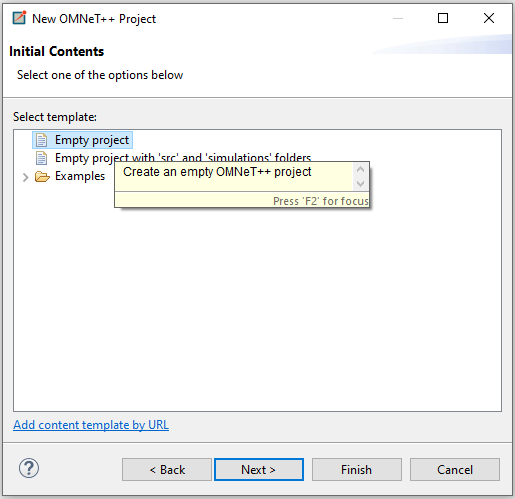 New OMNeT++ Project
Initial Contents
Select one of the options below
Select template:
Empty project
Empty project with 'src' and 'simulations' folders
Examples
Create an empty OMNeT++ project
Press 'F2' for focus
Add content template by URL
?
< Back
Next >
Finish
Cancel